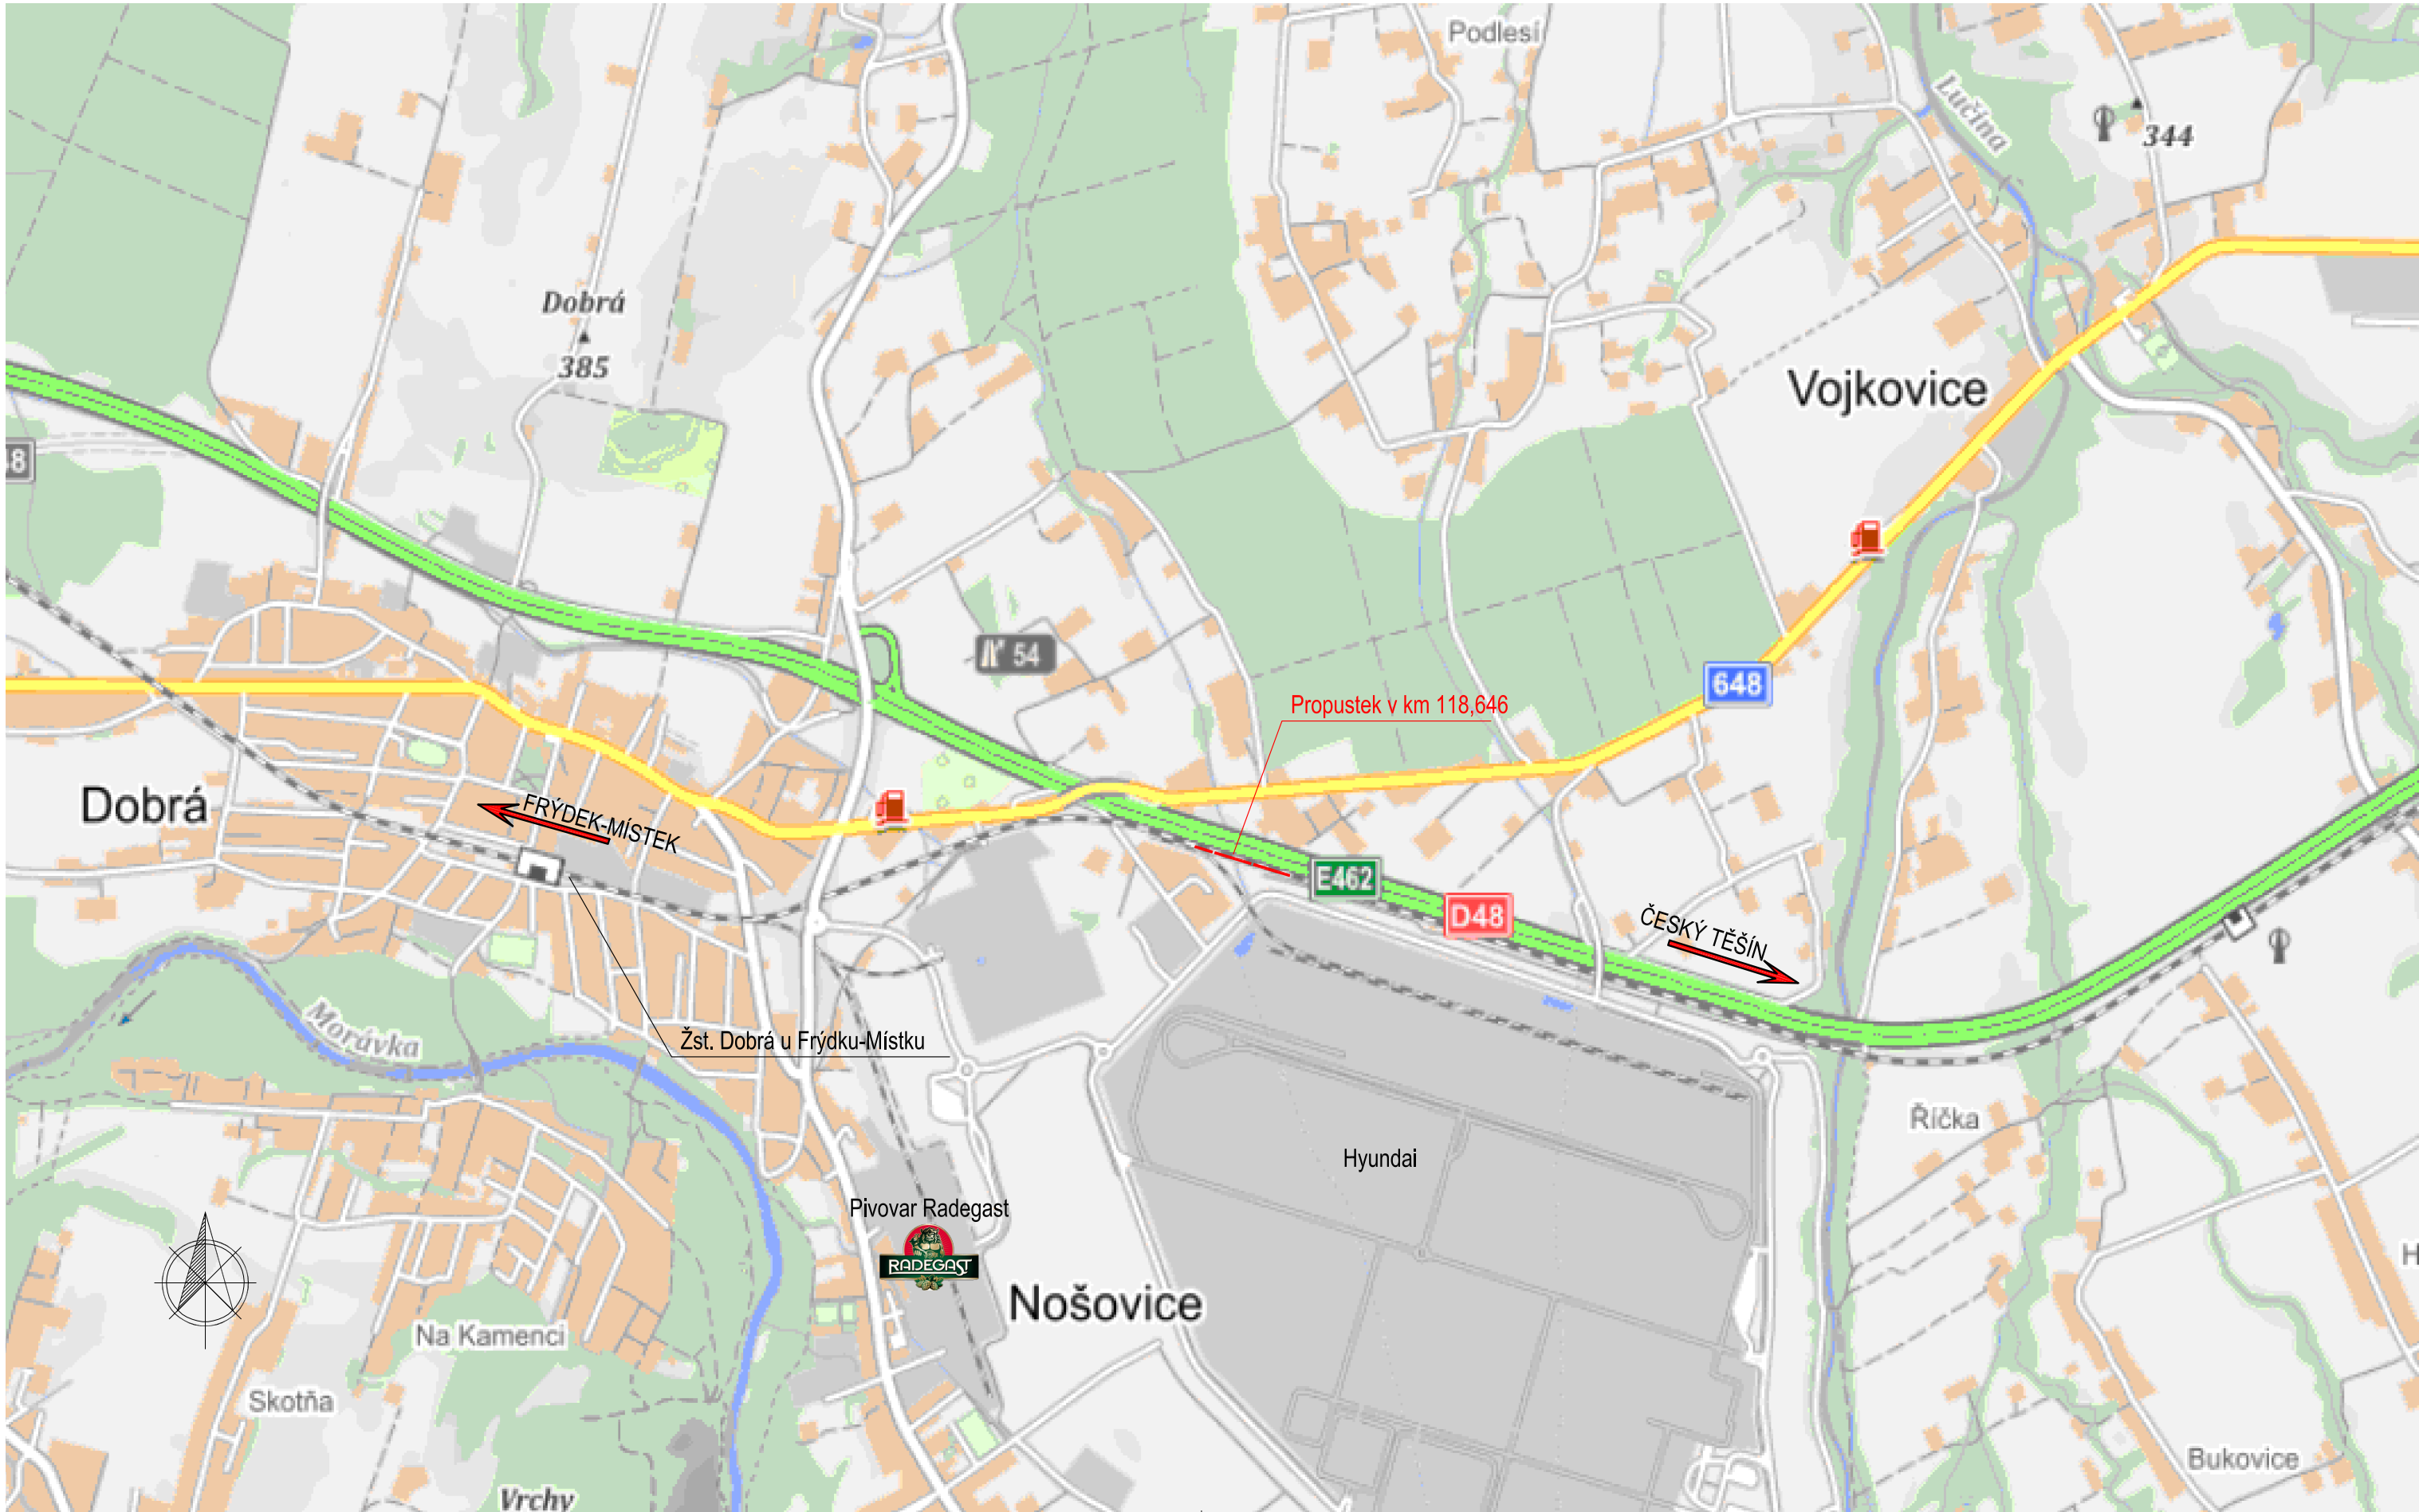 Podlesí
Lučina
344
Dobrá
385
Vojkovice
54
648
Propustek v km 118,646
Dobrá
FRÝDEK-MÍSTEK
E462
D48
ČESKÝ TĚŠÍN
Morávka
Žst. Dobrá u Frýdku-Místku
Říčka
Hyundai
Pivovar Radegast
RADEGAST
Nošovice
Na Kamenci
Skotňa
Bukovice
Vrchy